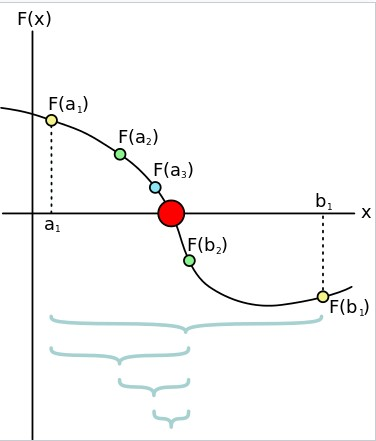 F(x)
F(a₁)
F(a₂)
F(a₃)
b₁
x
a₁
F(b₂)
F(b₁)